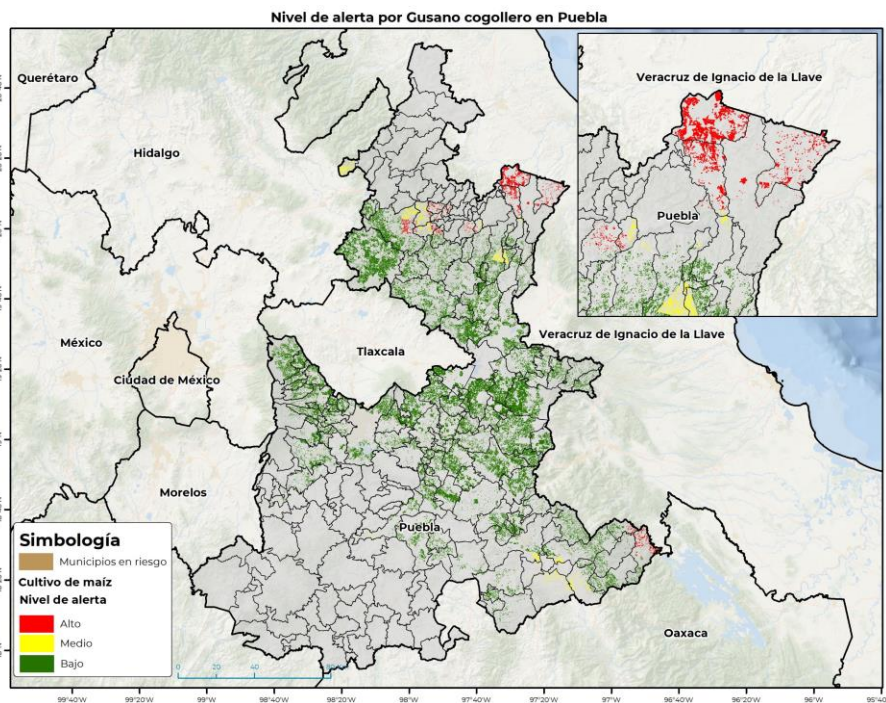 Nivel de alerta por Gusano cogollero en Puebla
Querétaro
Hidalgo
Veracruz de Ignacio de la Llave
Puebla
México
Ciudad de México
Tlaxcala
Veracruz de Ignacio de la Llave
Morelos
Puebla
Oaxaca
Simbología
Municipios en riesgo
Cultivo de maíz
Nivel de alerta
Alto
Medio
Bajo
0 20 40
99°40'W 99°20'W 99°W 98°40'W 98°20'W 98°W 97°40'W 97°20'W 97°W 96°40'W 96°20'W 96°W 95°40'